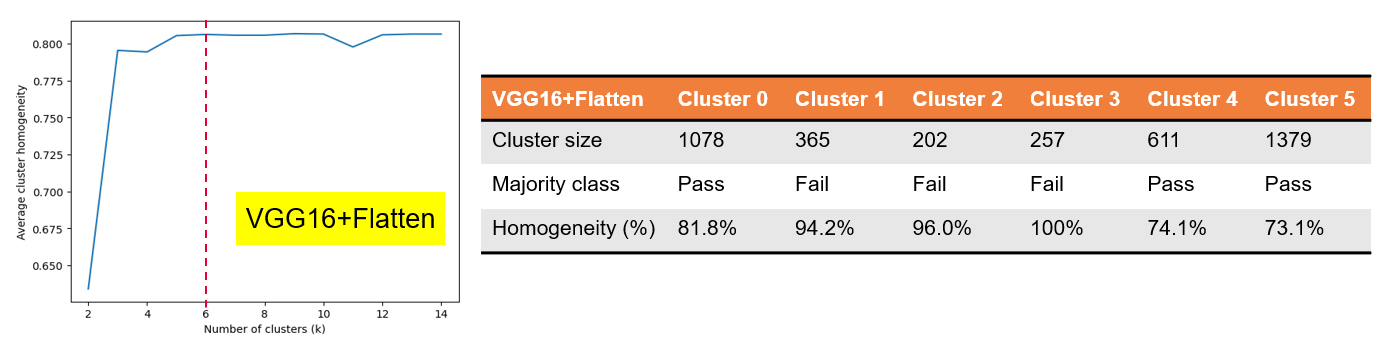 0.800
0.775
0.750
0.725
0.700
0.675
0.650
Average cluster homogeneity
2 4 6 8 10 12 14
Number of clusters (k)
VGG16+Flatten
VGG16+Flatten Cluster 0 Cluster 1 Cluster 2 Cluster 3 Cluster 4 Cluster 5
Cluster size 1078 365 202 257 611 1379
Majority class Pass Fail Fail Fail Pass Pass
Homogeneity (%) 81.8% 94.2% 96.0% 100% 74.1% 73.1%